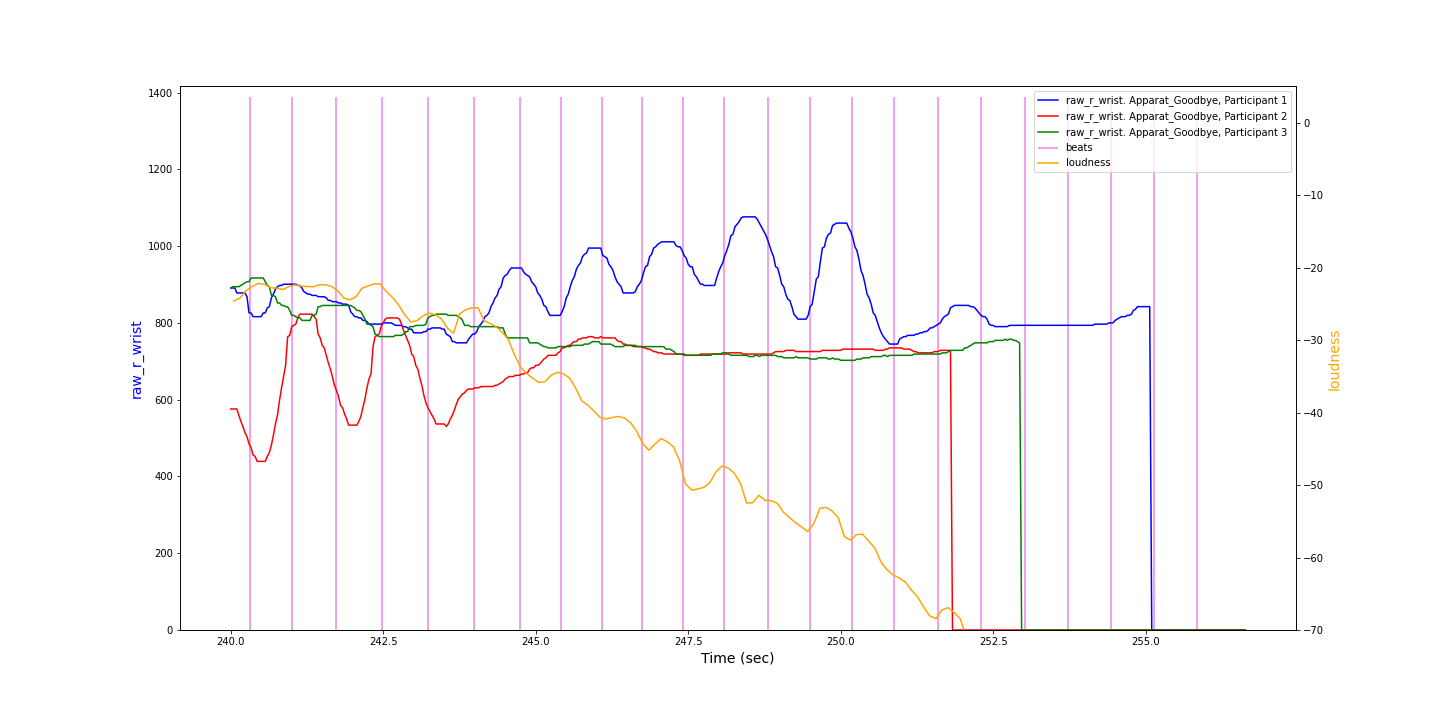 1400
1200
1000
800
600
400
200
0
raw_r_wrist
raw_r_wrist. Apparat_Goodbye, Participant 1
raw_r_wrist. Apparat_Goodbye, Participant 2
raw_r_wrist. Apparat_Goodbye, Participant 3
beats
loudness
0
−10
−20
−30
−40
−50
−60
−70
loudness
240.0 242.5 245.0 247.5 250.0 252.5 255.0
Time (sec)